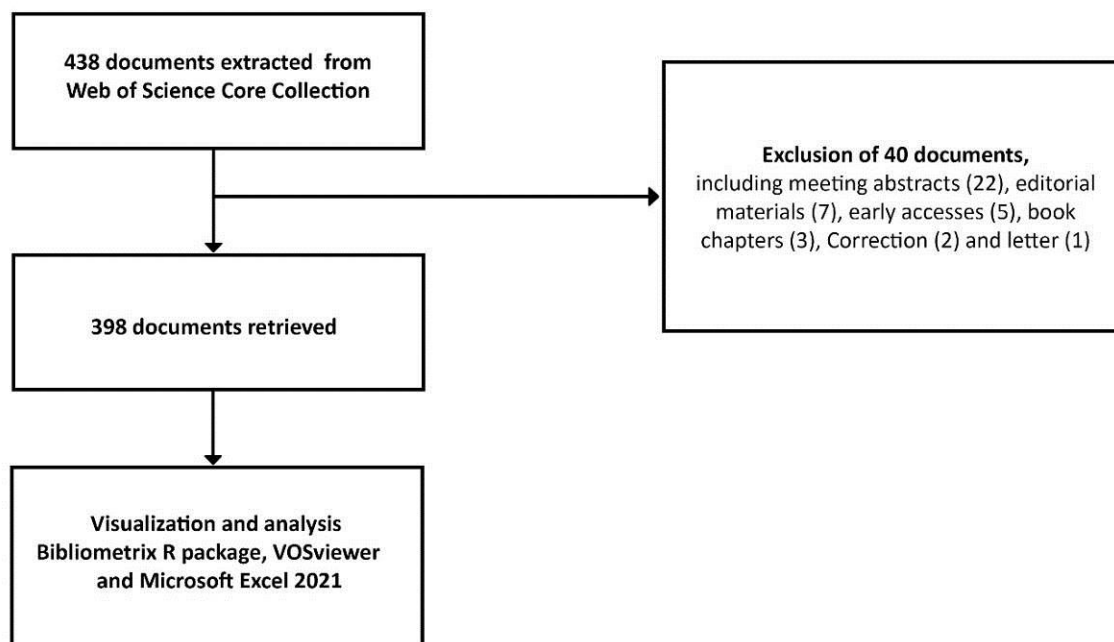 438 documents extracted from
Web of Science Core Collection
Exclusion of 40 documents,
including meeting abstracts (22), editorial
materials (7), early accesses (5), book
chapters (3), Correction (2) and letter (1)
398 documents retrieved
Visualization and analysis
Bibliometrix R package, VOSviewer
and Microsoft Excel 2021